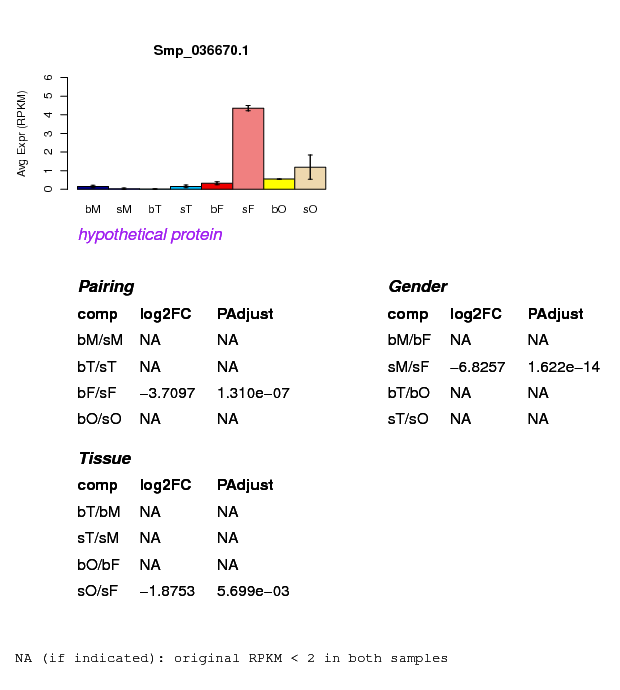 Smp_036670.1
Avg Expr (RPKM)
6
5
4
3
2
1
0
bM sM bT sT bF sF bO sO
hypothetical protein
Pairing
comp log2FC PAdjust
bM/sM NA NA
bT/sT NA NA
bF/sF −3.7097 1.310e−07
bO/sO NA NA
Gender
comp log2FC PAdjust
bM/bF NA NA
sM/sF −6.8257 1.622e−14
bT/bO NA NA
sT/sO NA NA
Tissue
comp log2FC PAdjust
bT/bM NA NA
sT/sM NA NA
bO/bF NA NA
sO/sF −1.8753 5.699e−03
NA (if indicated): original RPKM < 2 in both samples